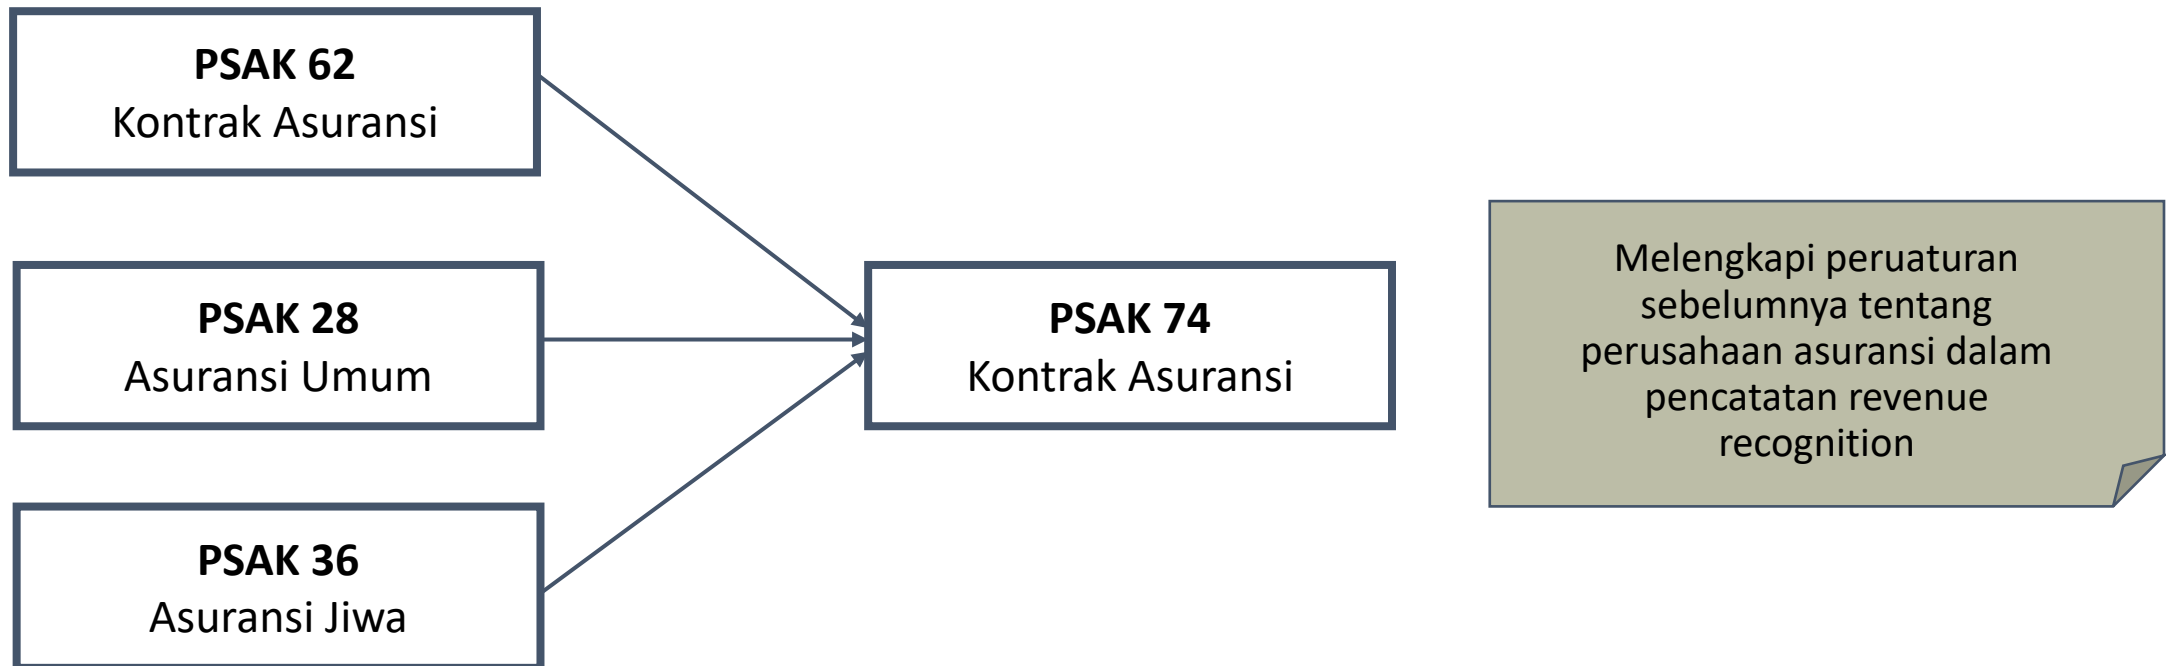 PSAK 62
Kontrak Asuransi
PSAK 28
Asuransi Umum
PSAK 36
Asuransi Jiwa
PSAK 74
Kontrak Asuransi
Melengkapi peruaturan
sebelumnya tentang
perusahaan asuransi dalam
pencatatan revenue
recognition